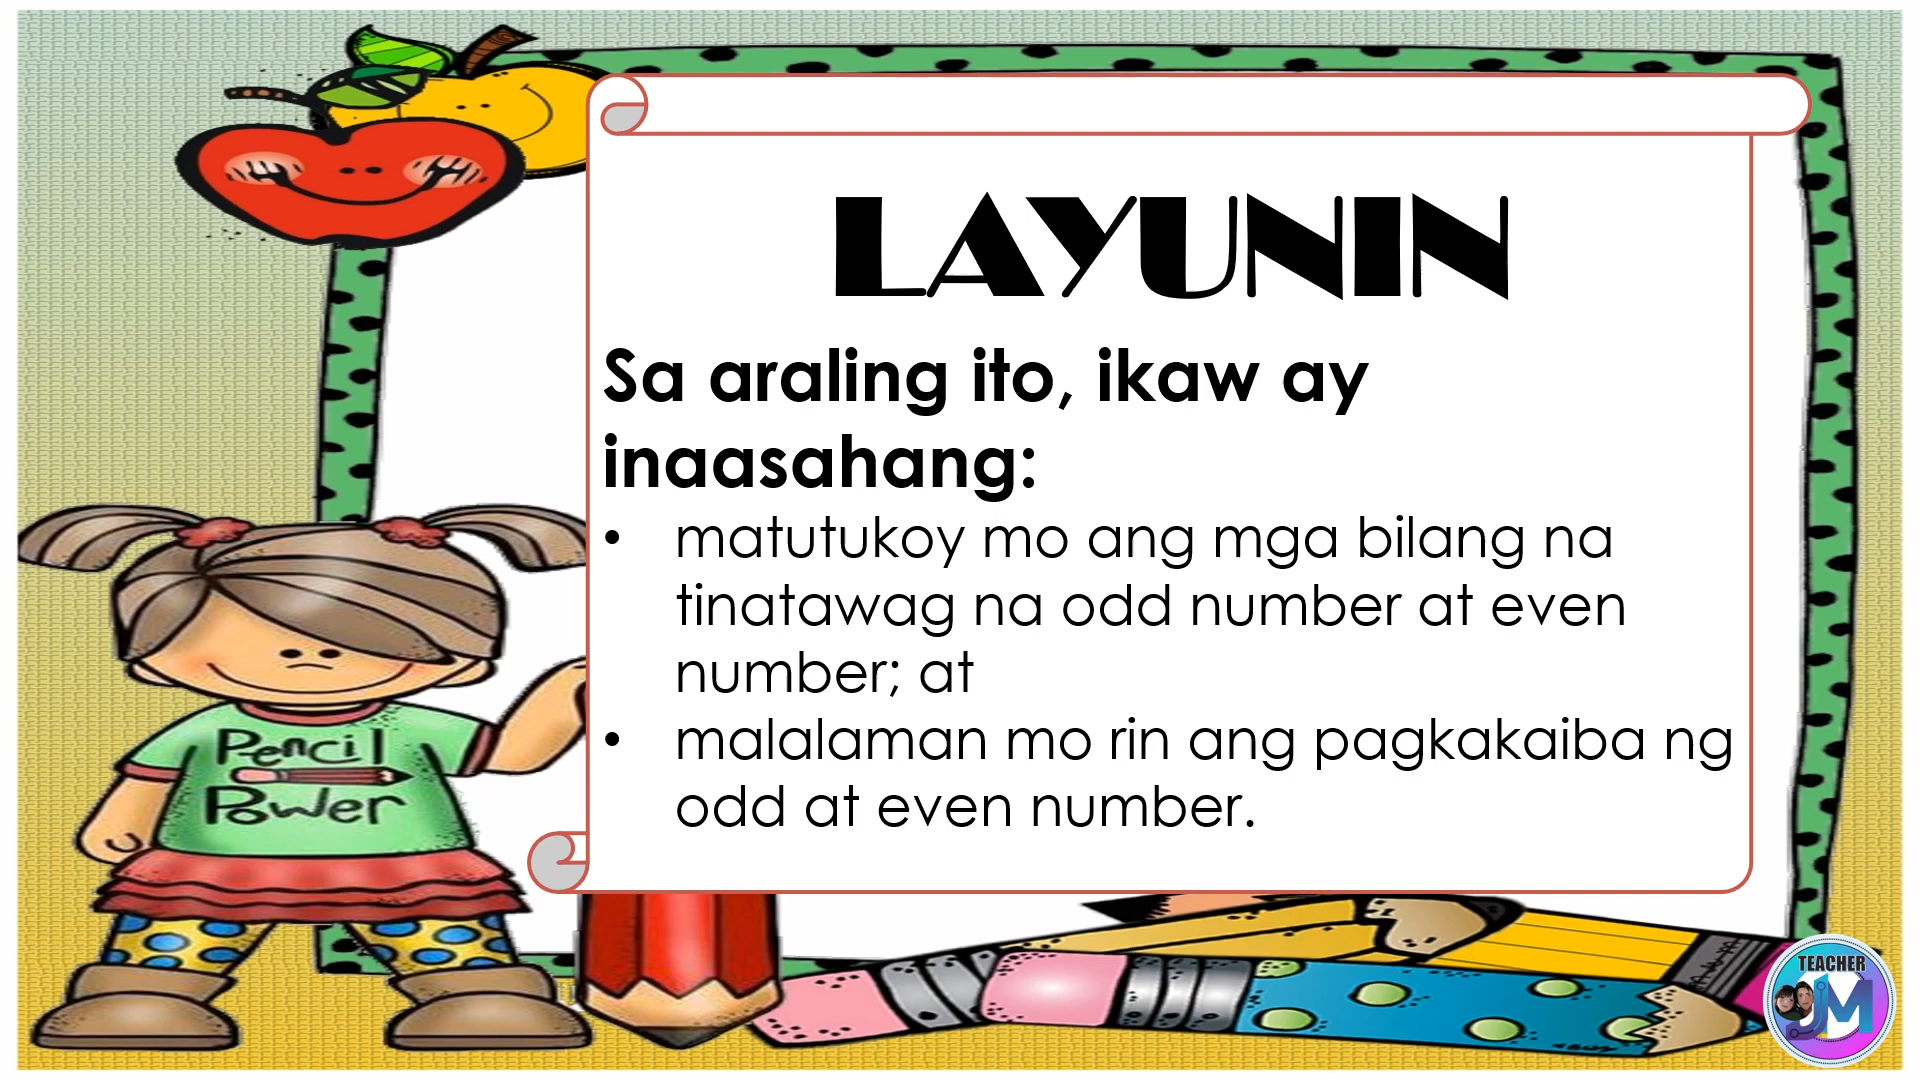 LAYUNIN
Sa araling ito, ikaw ay
inaasahang:
• matutukoy mo ang mga bilang na
tinatawag na odd number at even
number; at
• malalaman mo rin ang pagkakaiba ng
odd at even number.
Pencil
Power
TEACHER
JM